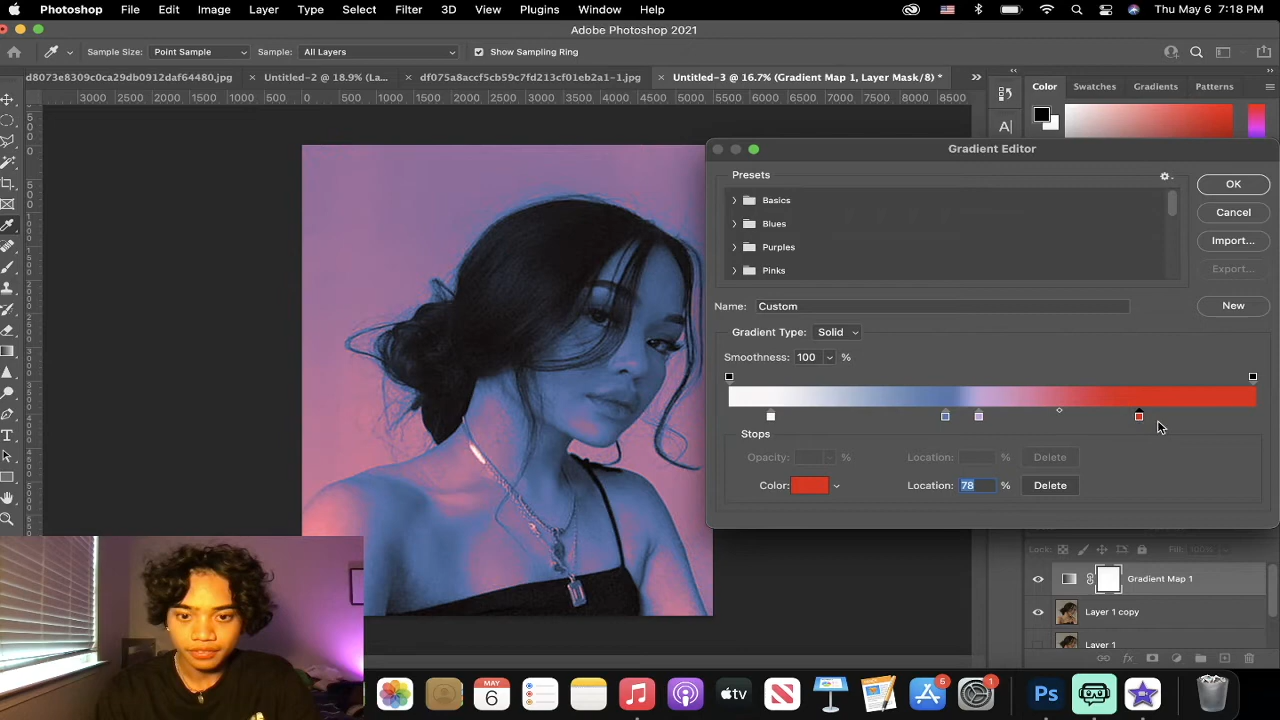 Photoshop File Edit Image Layer Type Select Filter 3D View Plugins Window Help Thu May 6 7:18 PM
Adobe Photoshop 2021
Sample Size: Point Sample Sample: All Layers Show Sampling Ring
d8073e8309c0ca29db0912daf64480.jpg Untitled-2 @ 18.9% (La... df075a8accf5cb59c7fd213cf01eb2a1-1.jpg Untitled-3 @ 16.7% (Gradient Map 1, Layer Mask/8) *
3000 2500 2000 1500 1000 500 0 500 1000 1500 2000 2500 3000 3500 4000 4500 5000 5500 6000 6500 7000 7500 8000 8500
Color Swatches Gradients Patterns
Gradient Editor
Presets
Basics
Blues
Purples
Pinks
OK
Cancel
Import...
Export...
Name: Custom
New
Gradient Type: Solid
Smoothness: 100 %
Stops
Opacity: % Location: % Delete
Color: Location: 78 % Delete
Lock: Fill: 100%
Gradient Map 1
Layer 1 copy
Layer 1
MAY
6
tv
6
1
Ps